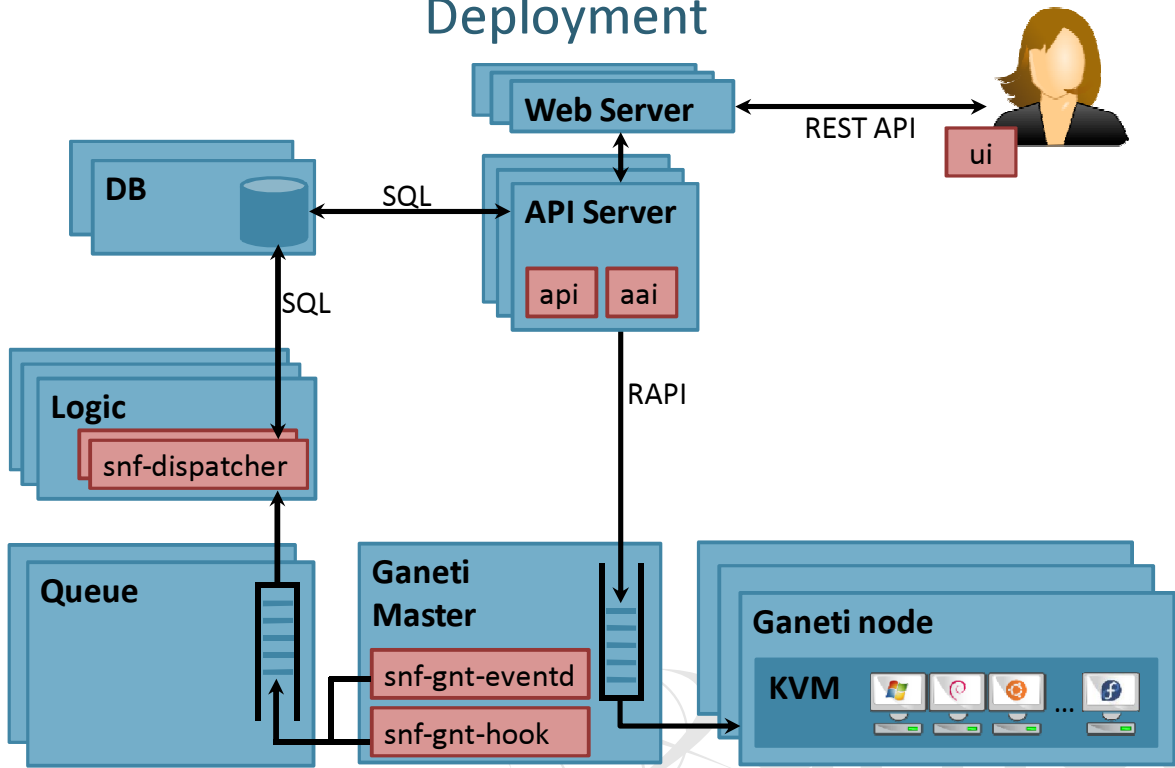 Deployment
Web Server
REST API
ui
DB
SQL
API Server
api
aai
SQL
Logic
snf-dispatcher
RAPI
Queue
Ganeti
Master
snf-gnt-eventd
snf-gnt-hook
Ganeti node
KVM
...